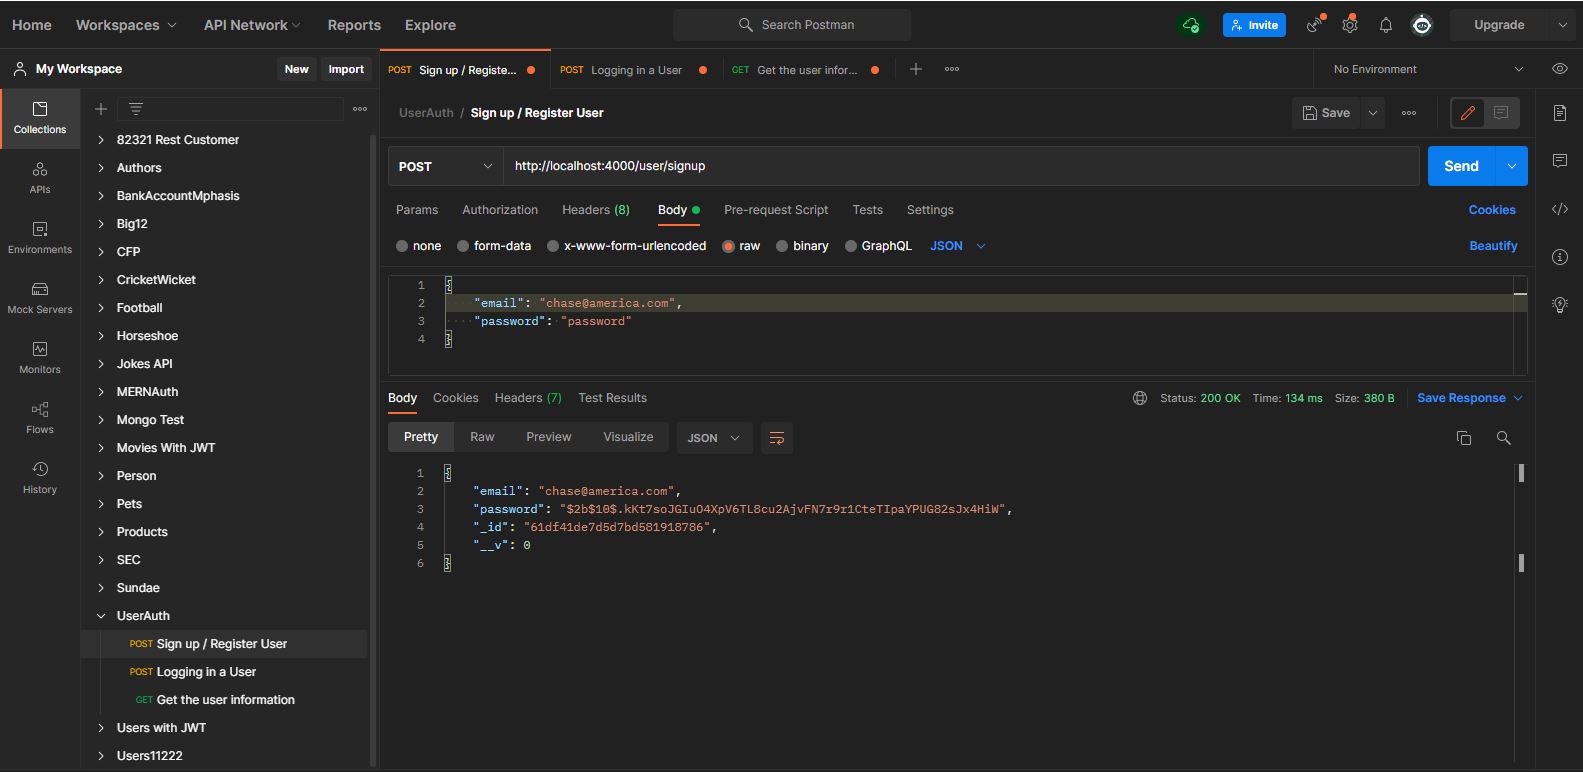 Home Workspaces API Network Reports Explore Search Postman Invite Upgrade
My Workspace New Import
POST Sign up / Registe... POST Logging in a User GET Get the user infor... No Environment
Collections
APIs
Environments
Mock Servers
Monitors
Flows
History
82321 Rest Customer
Authors
BankAccountMphasis
Big12
CFP
CricketWicket
Football
Horseshoe
Jokes API
MERNAuth
Mongo Test
Movies With JWT
Person
Pets
Products
SEC
Sundae
UserAuth
POST Sign up / Register User
POST Logging in a User
GET Get the user information
Users with JWT
Users11222
UserAuth / Sign up / Register User Save
POST http://localhost:4000/user/signup Send
Params Authorization Headers (8) Body Pre-request Script Tests Settings Cookies
none form-data x-www-form-urlencoded raw binary GraphQL JSON Beautify
1 {
2 "email": "chase@america.com",
3 "password": "password"
4 }
Body Cookies Headers (7) Test Results Status: 200 OK Time: 134 ms Size: 380 B Save Response
Pretty Raw Preview Visualize JSON
1 {
2 "email": "chase@america.com",
3 "password": "$2b$10$.kKt7soJGIuO4XpV6TL8cu2AjvFN7r9r1CteTIpaYPUG82sJx4HiW",
4 "_id": "61df41de7d5d7bd581918786",
5 "__v": 0
6 }